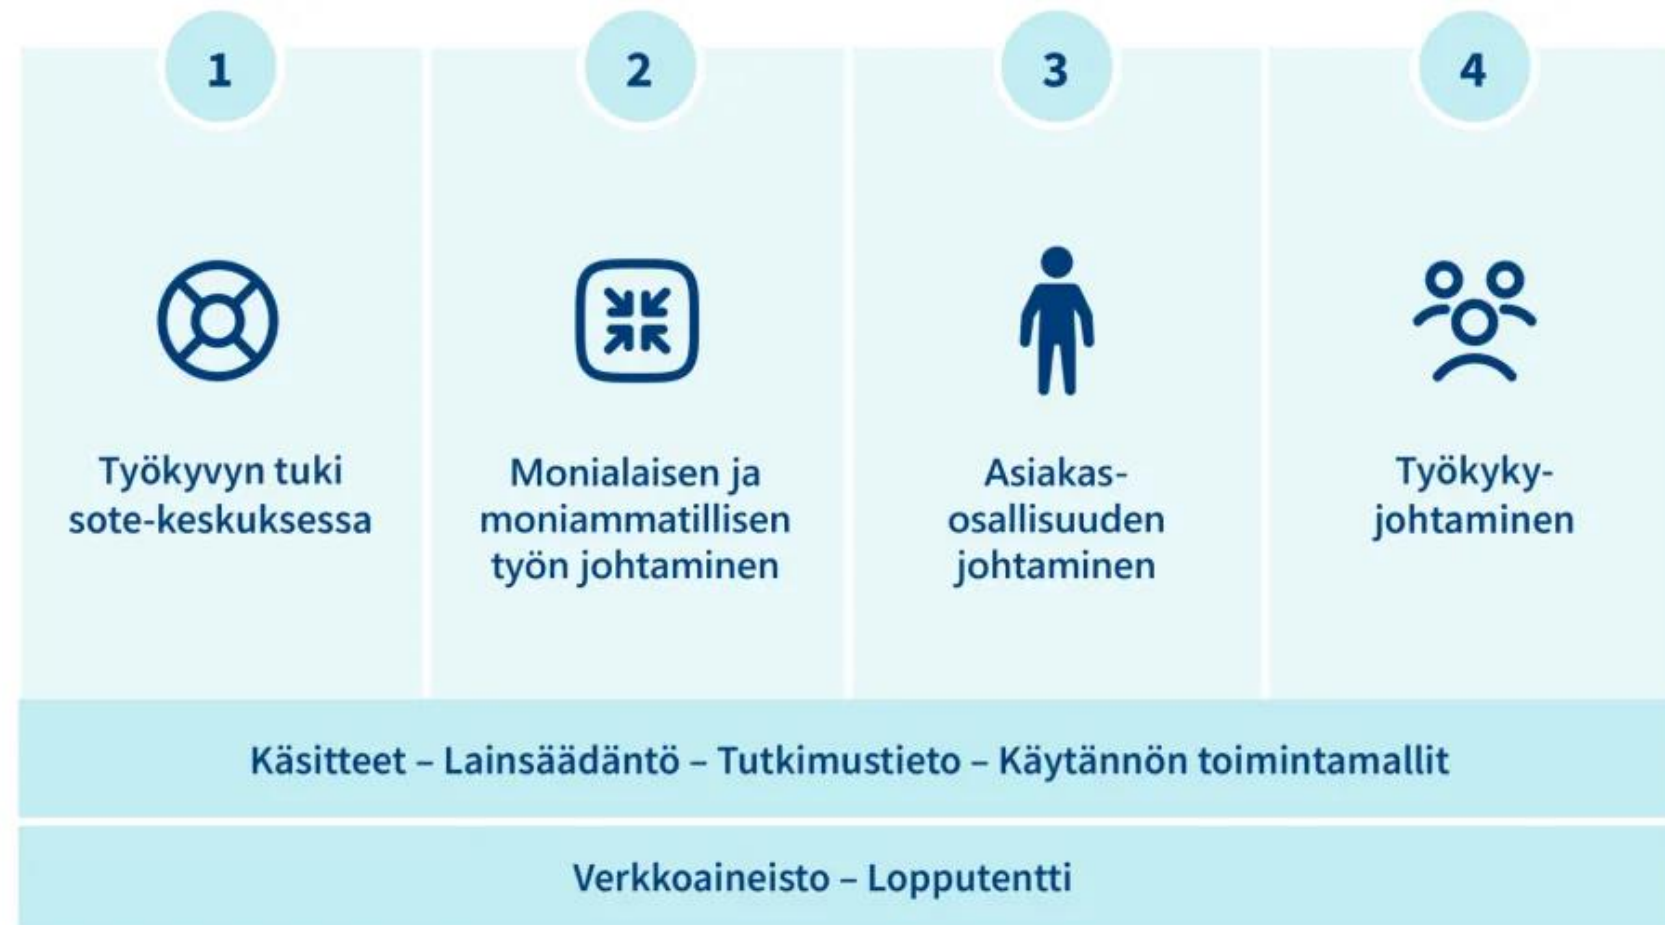 1
Työkyvyn tuki
sote-keskuksessa
2
Monialaisen ja
moniammatillisen
työn johtaminen
3
Asiakas-
osallisuuden
johtaminen
4
Työkyky-
johtaminen
Käsitteet – Lainsäädäntö – Tutkimustieto – Käytännön toimintamallit
Verkkoaineisto – Lopputentti